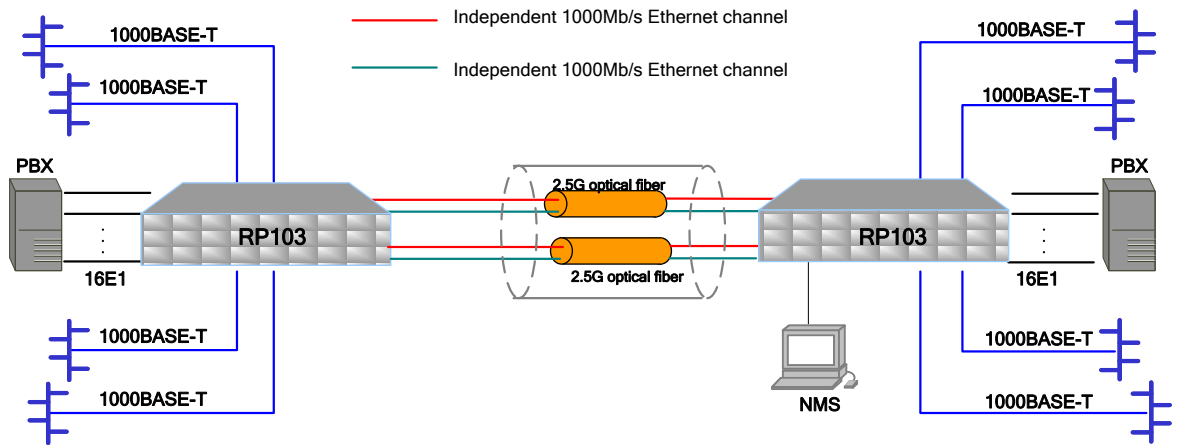 Independent 1000Mb/s Ethernet channel
1000BASE-T
1000BASE-T
Independent 1000Mb/s Ethernet channel
1000BASE-T
1000BASE-T
PBX
PBX
2.5G optical fiber
RP103
RP103
2.5G optical fiber
16E1
16E1
1000BASE-T
1000BASE-T
NMS
1000BASE-T
1000BASE-T